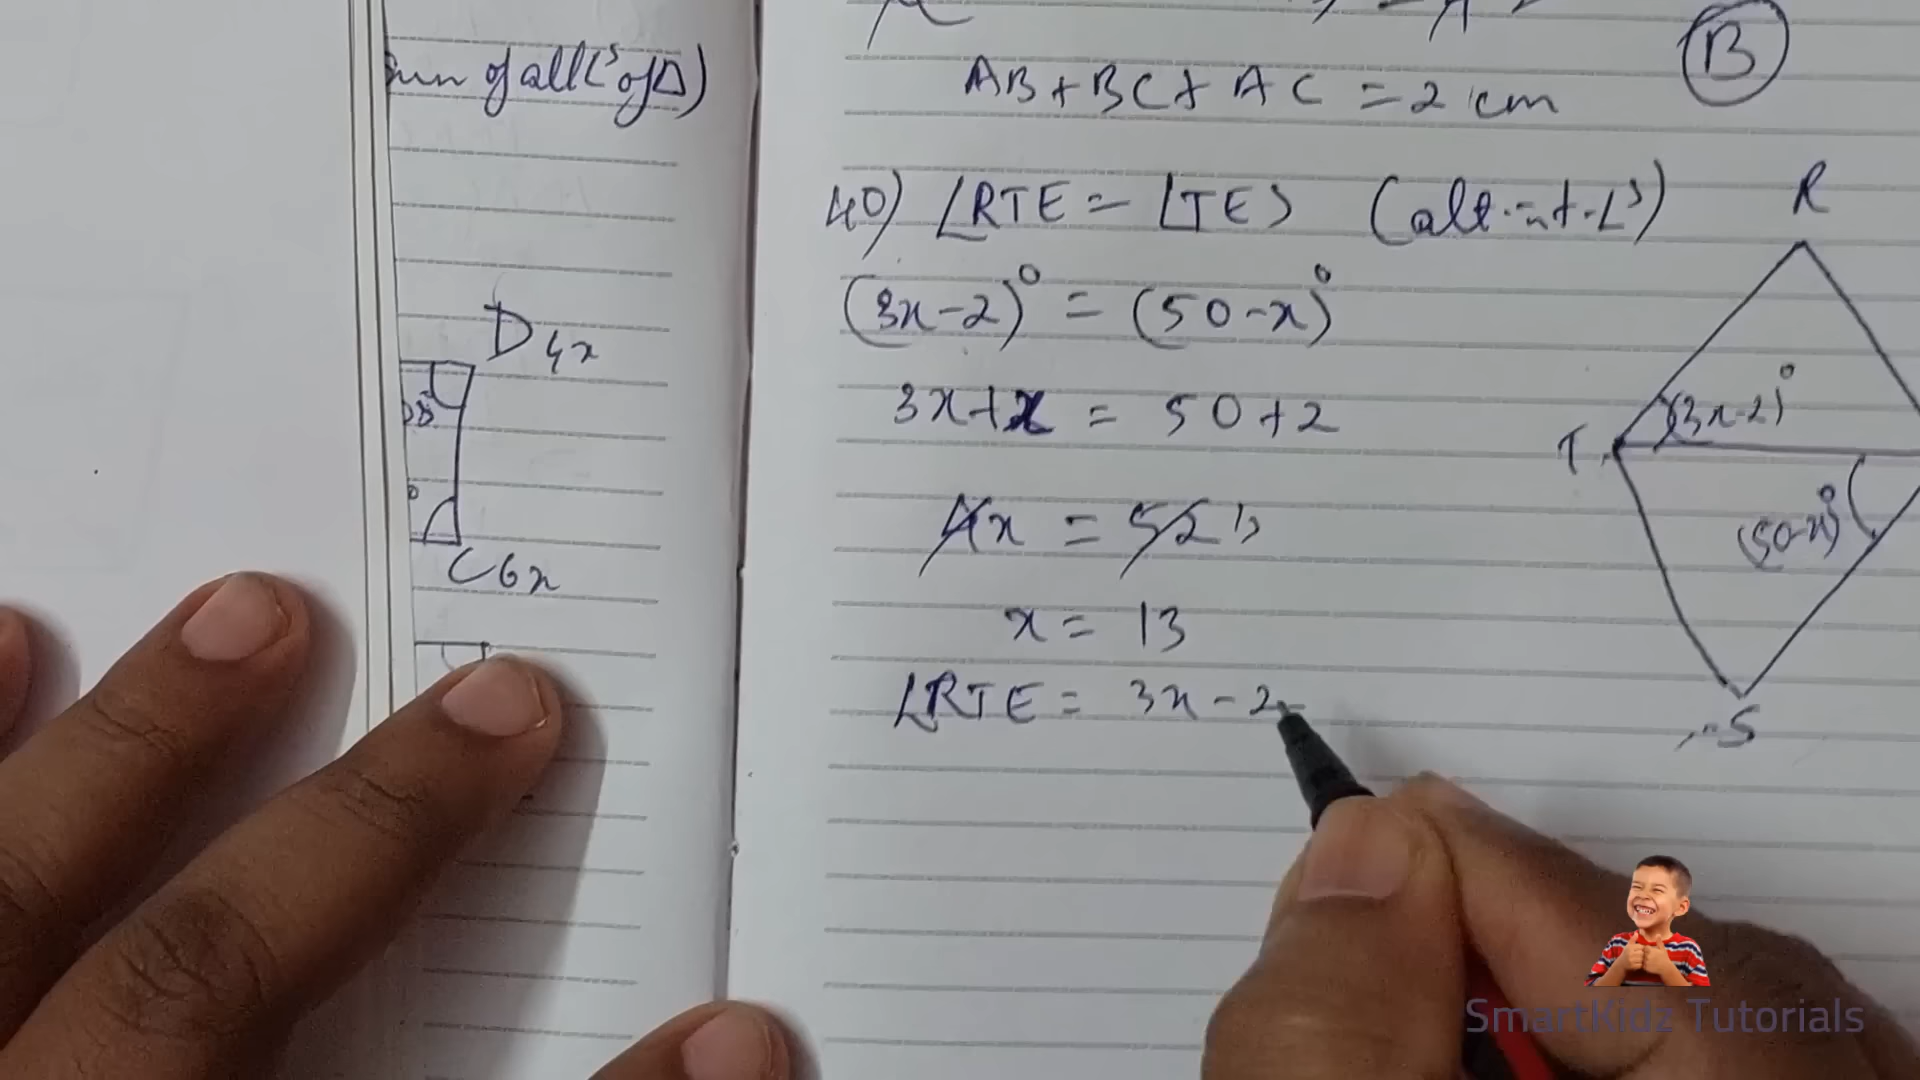 of all ∠s of Δ)
D 4x
C 6x
AB + BC + AC = 2 cm
B
40) ∠RTE = ∠TES (alt. int. ∠s)
(3x-2)° = (50-x)°
3x+x = 50+2
4x = 52 13
x = 13
∠RTE = 3x - 2
R
(3x-2)°
T
(50-x)°
S
SmartKidz Tutorials